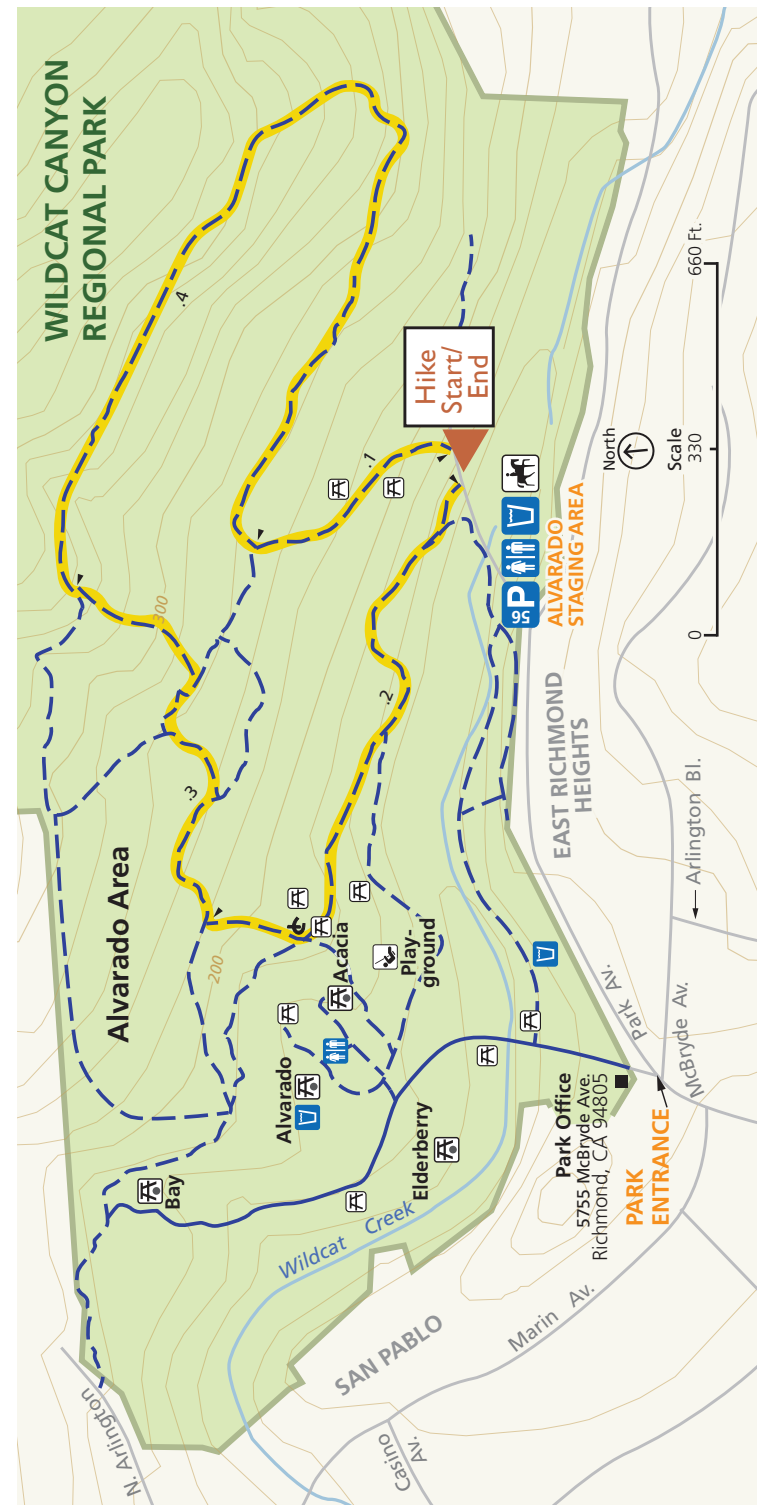 WILDCAT CANYON
REGIONAL PARK
Alvarado Area
.4
.3
.2
.1
300
200
Hike
Start/
End
56
P
ALVARADO
STAGING AREA
North
Scale
0
330
660 Ft.
EAST RICHMOND
HEIGHTS
Arlington Bl.
Park Av.
McBryde Av.
Acacia
Play-
ground
Alvarado
Bay
Elderberry
Wildcat Creek
Park Office
5755 McBryde Ave.
Richmond, CA 94805
PARK
ENTRANCE
SAN PABLO
Marin Av.
Casino
Av.
N. Arlington